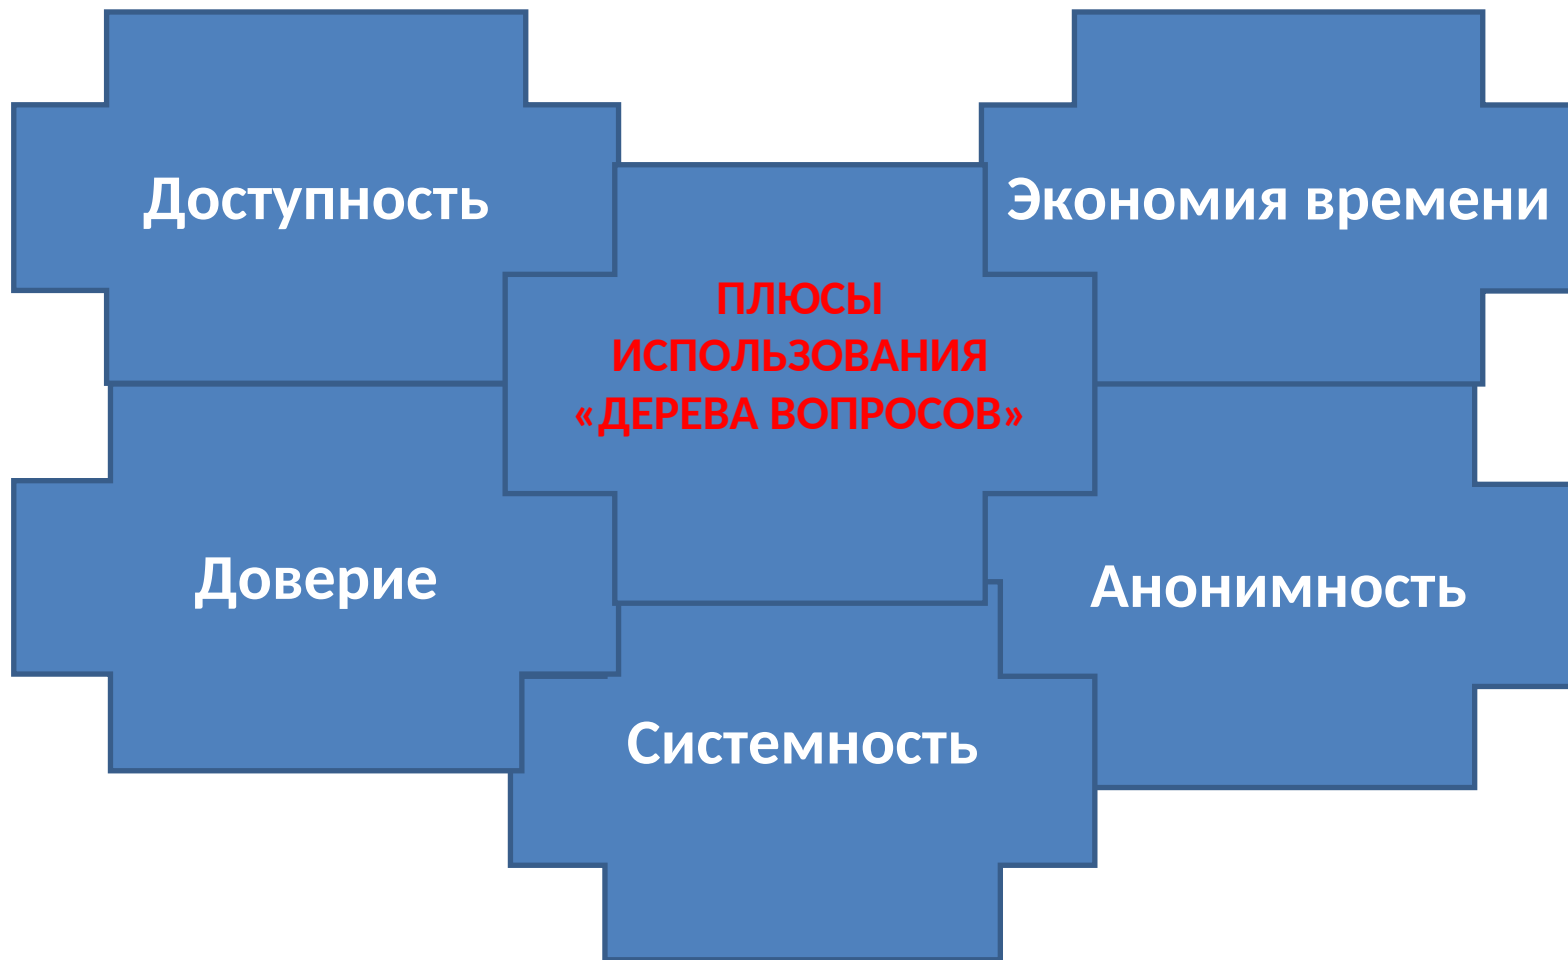 Доступность
Экономия времени
ПЛЮСЫ
ИСПОЛЬЗОВАНИЯ
«ДЕРЕВА ВОПРОСОВ»
Доверие
Анонимность
Системность